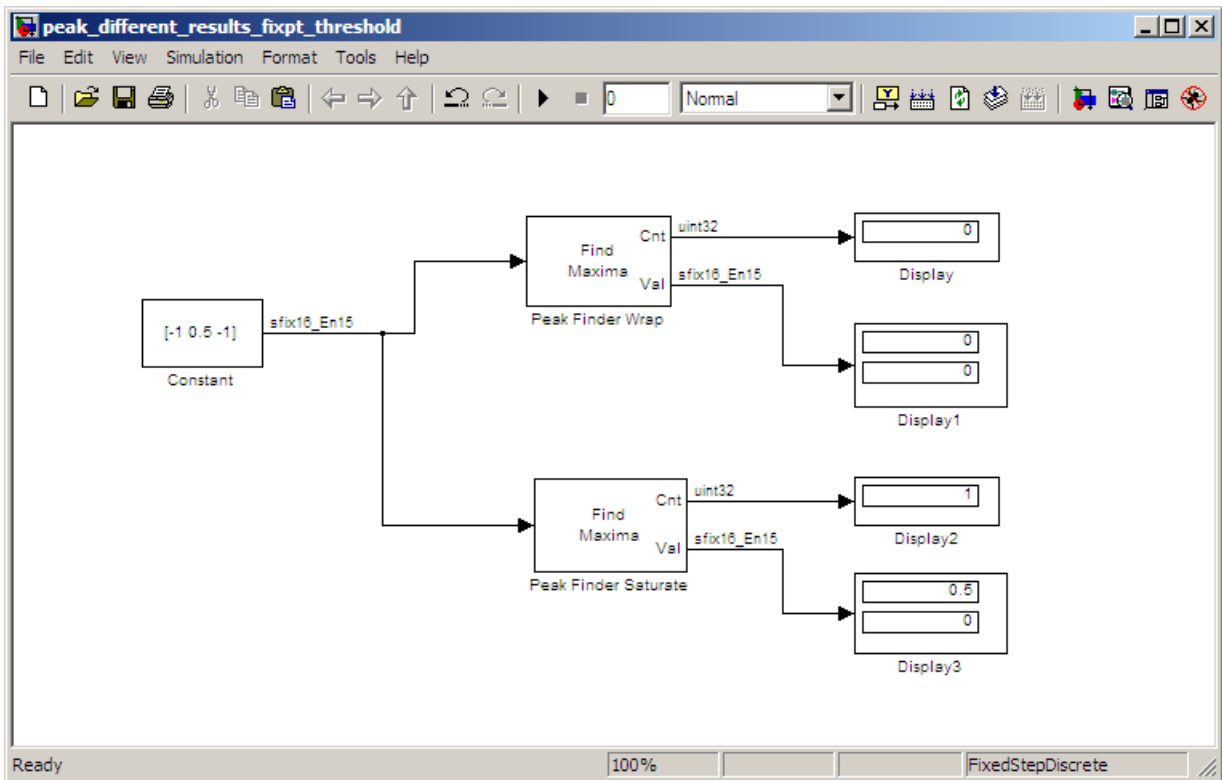 peak_different_results_fixpt_threshold
File Edit View Simulation Format Tools Help
0 Normal
[-1 0.5 -1]
Constant
sfix16_En15
Find
Maxima
Cnt
Val
Peak Finder Wrap
uint32
sfix16_En15
0
Display
0
0
Display1
Find
Maxima
Cnt
Val
Peak Finder Saturate
uint32
sfix16_En15
1
Display2
0.5
0
Display3
Ready 100% FixedStepDiscrete